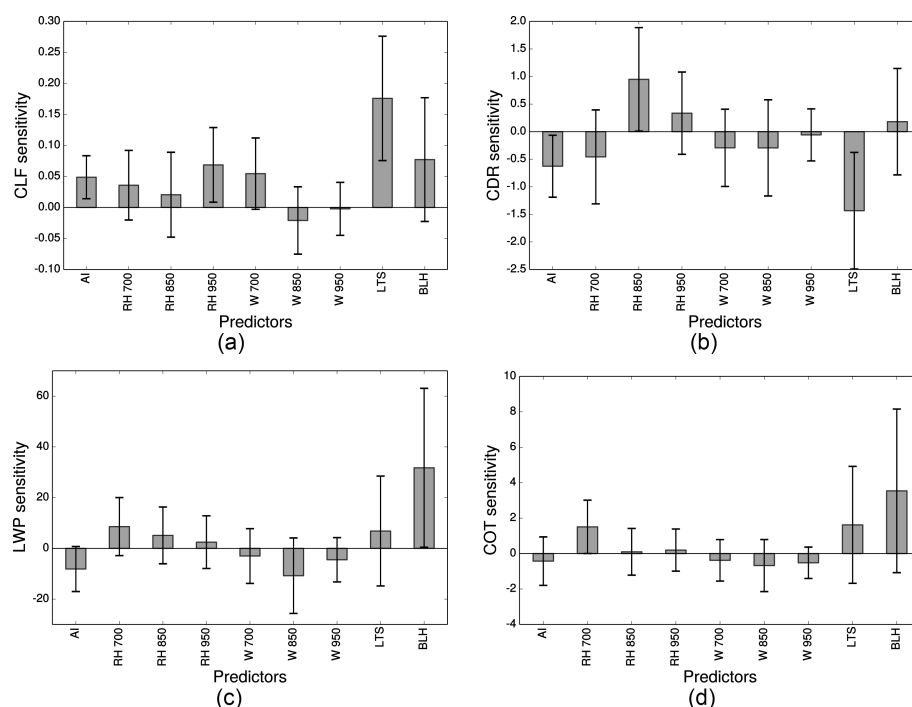 0.30
0.25
0.20
0.15
0.10
0.05
0.00
-0.05
-0.10
CLF sensitivity
AI RH 700 RH 850 RH 950 W 700 W 850 W 950 LTS BLH
Predictors
(a)
2.0
1.5
1.0
0.5
0.0
-0.5
-1.0
-1.5
-2.0
-2.5
CDR sensitivity
AI RH 700 RH 850 RH 950 W 700 W 850 W 950 LTS BLH
Predictors
(b)
60
40
20
0
-20
LWP sensitivity
AI RH 700 RH 850 RH 950 W 700 W 850 W 950 LTS BLH
Predictors
(c)
10
8
6
4
2
0
-2
-4
COT sensitivity
AI RH 700 RH 850 RH 950 W 700 W 850 W 950 LTS BLH
Predictors
(d)